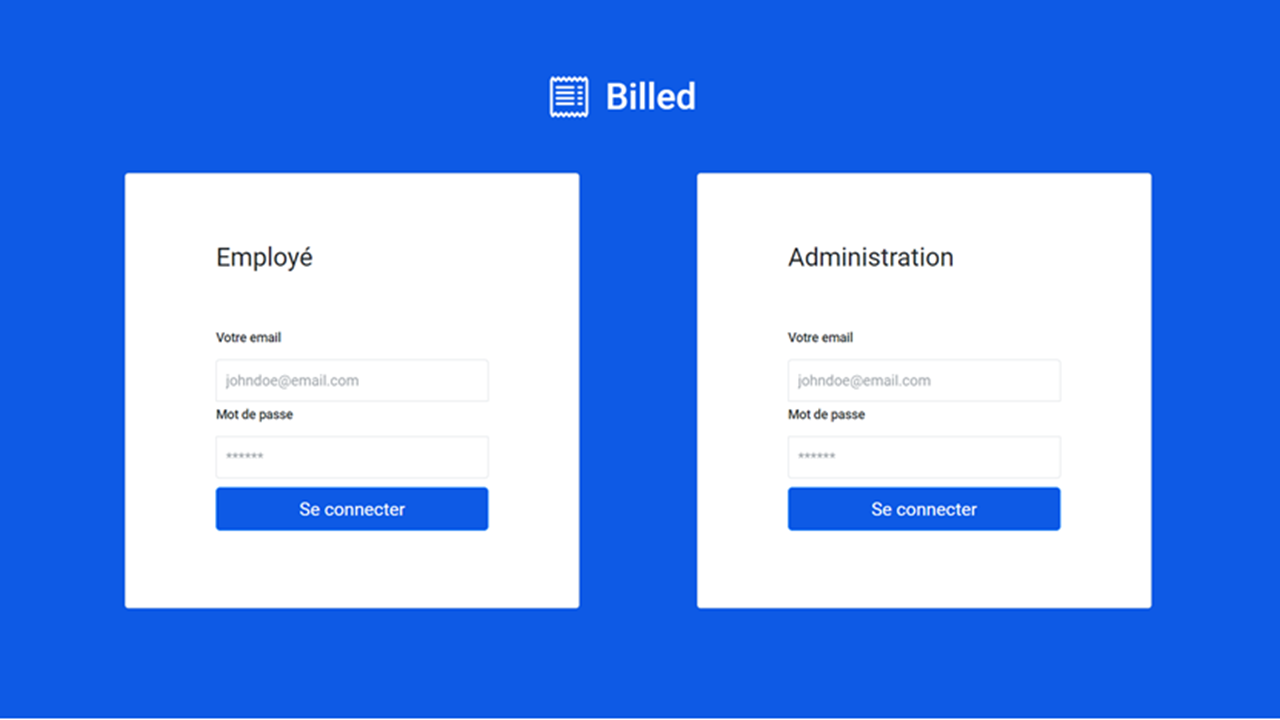 Billed
Employé
Votre email
johndoe@email.com
Mot de passe
******
Se connecter
Administration
Votre email
johndoe@email.com
Mot de passe
******
Se connecter